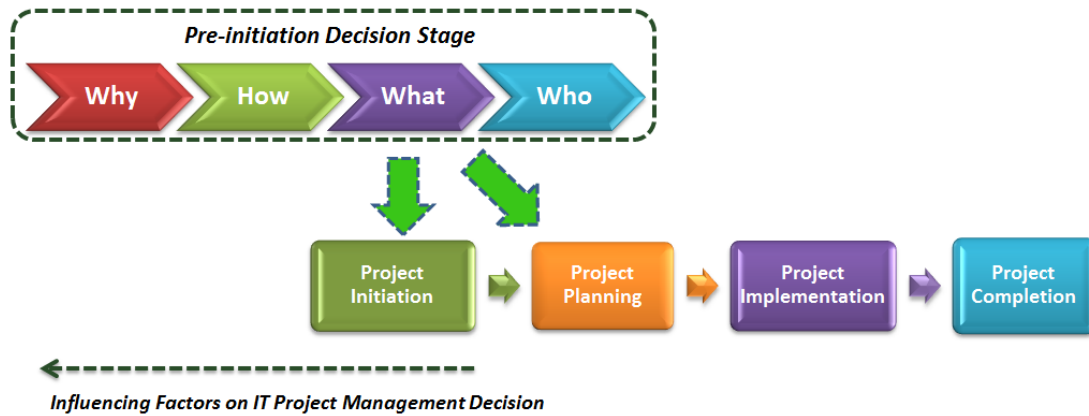 Pre-initiation Decision Stage
Why
How
What
Who
Project
Initiation
Project
Planning
Project
Implementation
Project
Completion
Influencing Factors on IT Project Management Decision